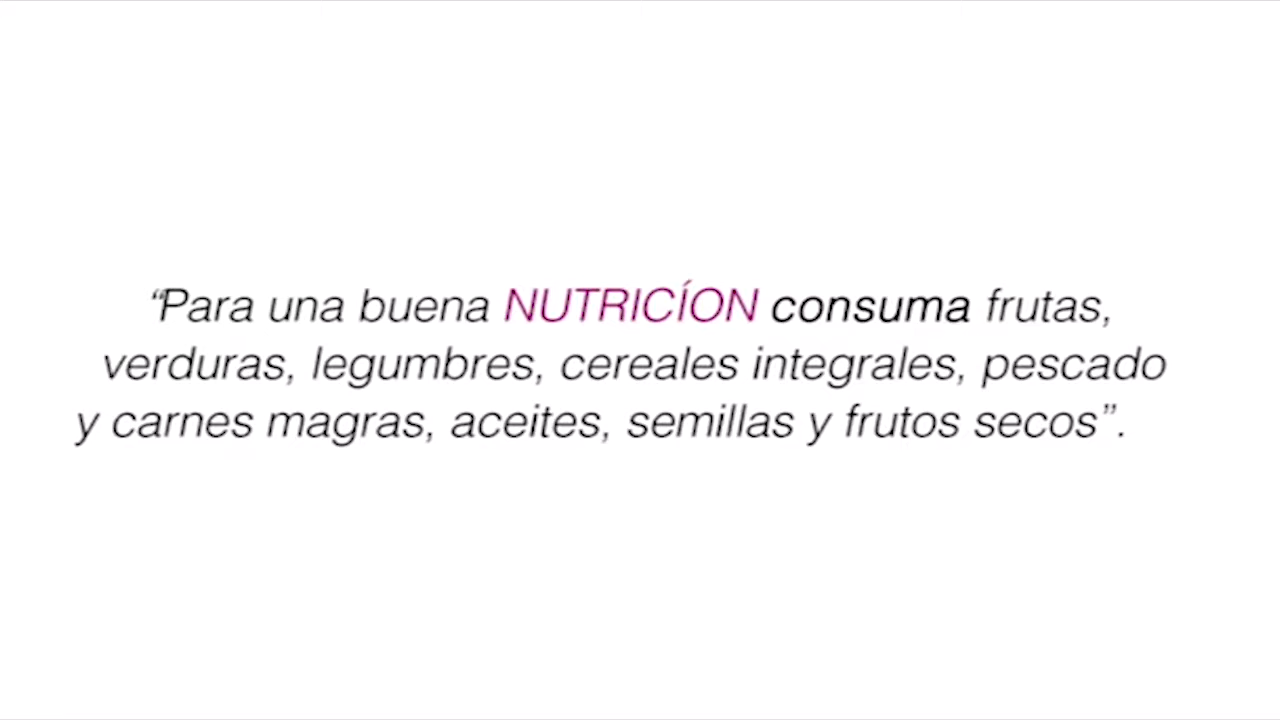 “Para una buena NUTRICÍON consuma frutas,
verduras, legumbres, cereales integrales, pescado
y carnes magras, aceites, semillas y frutos secos”.